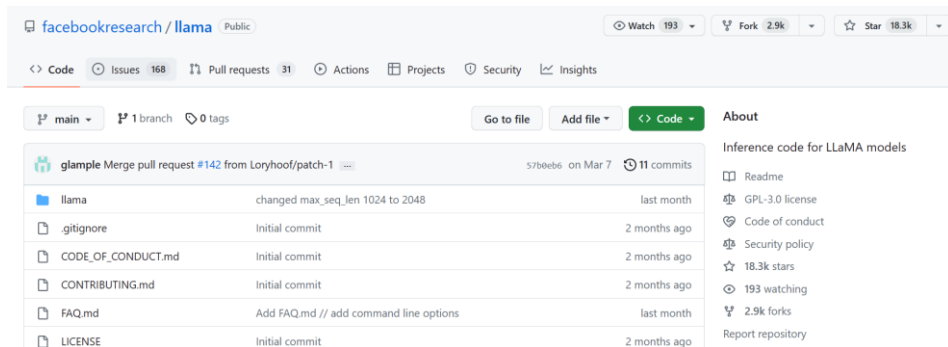 facebookresearch / llama Public Watch 193 Fork 2.9k Star 18.3k
Code Issues 168 Pull requests 31 Actions Projects Security Insights
main 1 branch 0 tags Go to file Add file Code About
Inference code for LLaMA models
glample Merge pull request #142 from Loryhoof/patch-1 ... 57b0eb6 on Mar 7 11 commits
Readme
llama changed max_seq_len 1024 to 2048 last month
GPL-3.0 license
Code of conduct
.gitignore Initial commit 2 months ago
Security policy
CODE_OF_CONDUCT.md Initial commit 2 months ago
18.3k stars
CONTRIBUTING.md Initial commit 2 months ago
193 watching
FAQ.md Add FAQ.md // add command line options last month
2.9k forks
Report repository
LICENSE Initial commit 2 months ago